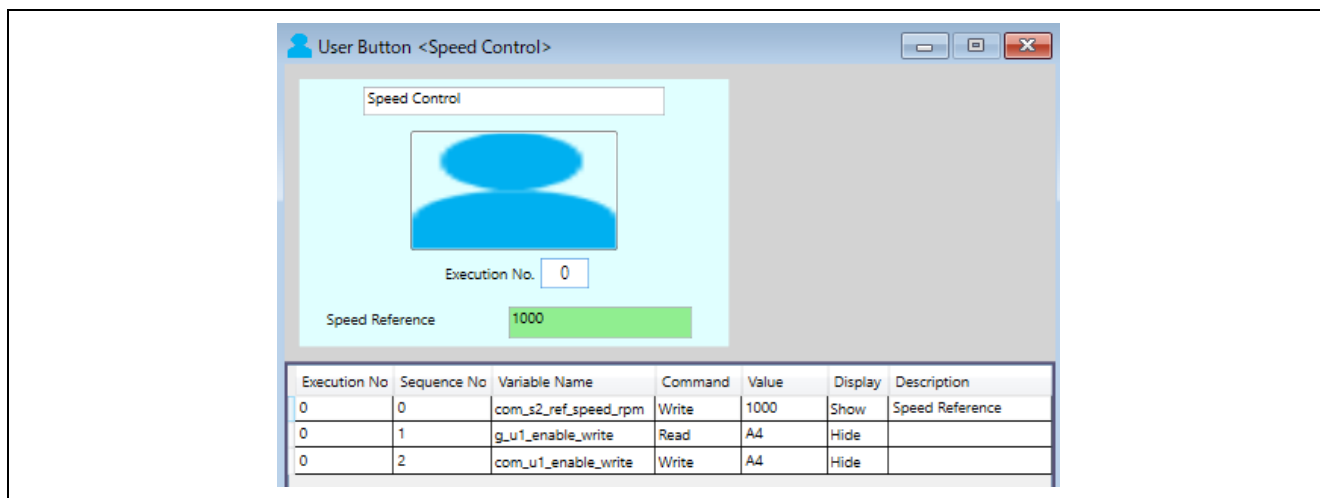 User Button <Speed Control>
Speed Control
Execution No. 0
Speed Reference 1000
Execution No Sequence No Variable Name Command Value Display Description
0 0 com_s2_ref_speed_rpm Write 1000 Show Speed Reference
0 1 g_u1_enable_write Read A4 Hide
0 2 com_u1_enable_write Write A4 Hide